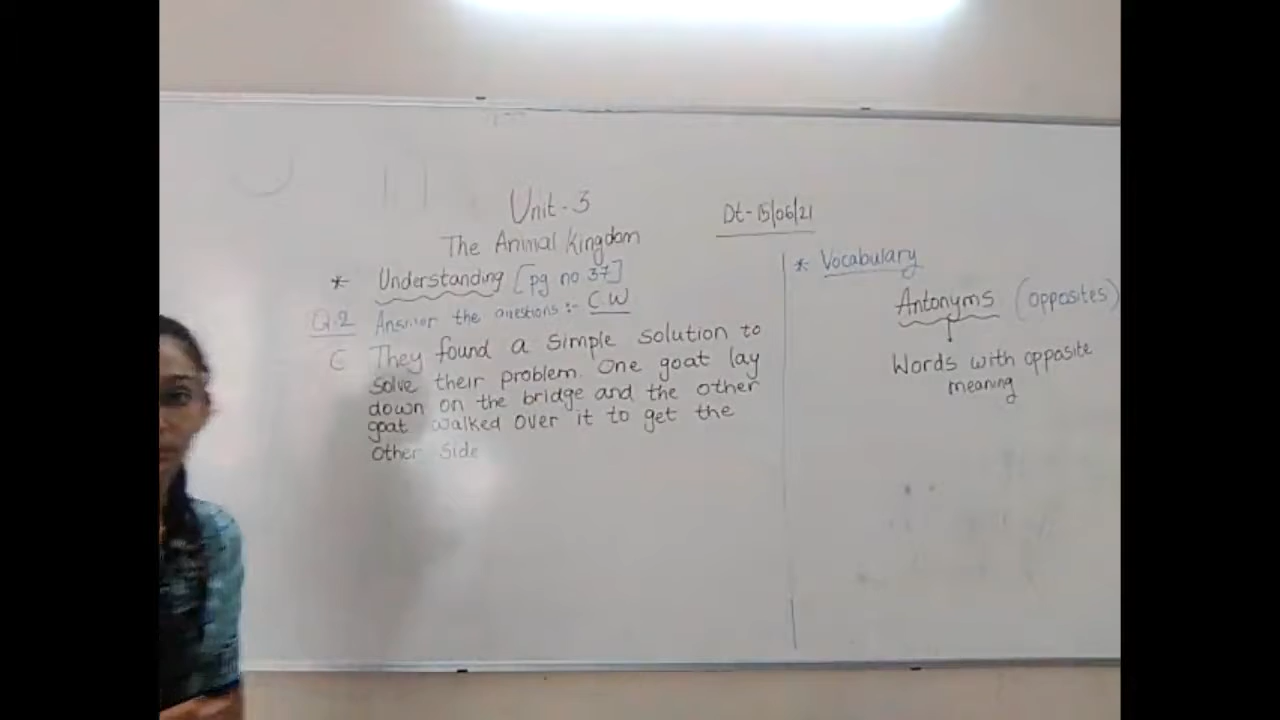 Unit-3
Dt-15/06/21
The Animal Kingdom
* Understanding [pg no 37]
Q.2 Answer the questions:- C.W
C They found a simple solution to
solve their problem. One goat lay
down on the bridge and the other
goat walked over it to get the
other side
* Vocabulary
Antonyms (opposites)
Words with opposite
meaning